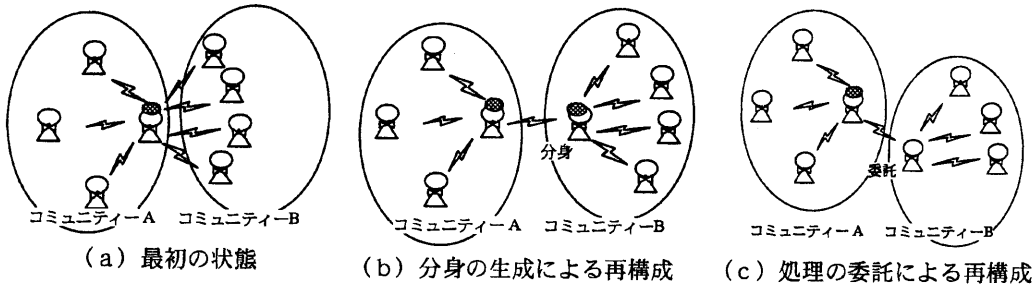 コミュニティーA コミュニティーB
(a) 最初の状態
分身
コミュニティーA コミュニティーB
(b) 分身の生成による再構成
委託
コミュニティーA コミュニティーB
(c) 処理の委託による再構成